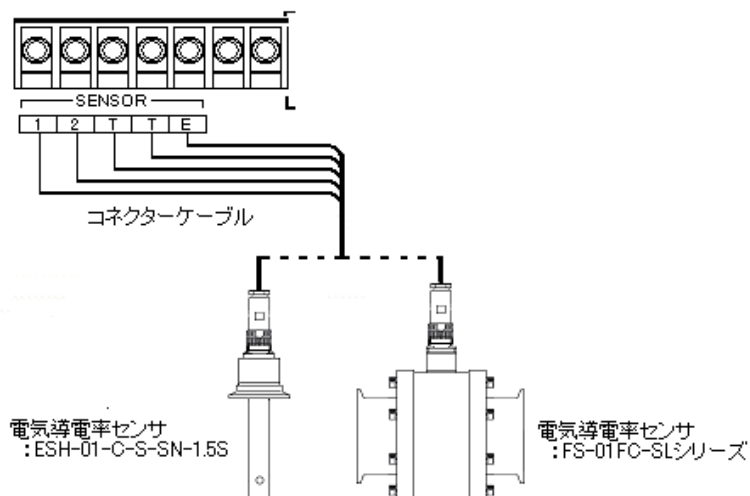 SENSOR
1 2 T T E
コネクターケーブル
電気導電率センサ
：ESH-01-C-S-SN-1.5S
電気導電率センサ
：FS-01FC-SLシリーズ